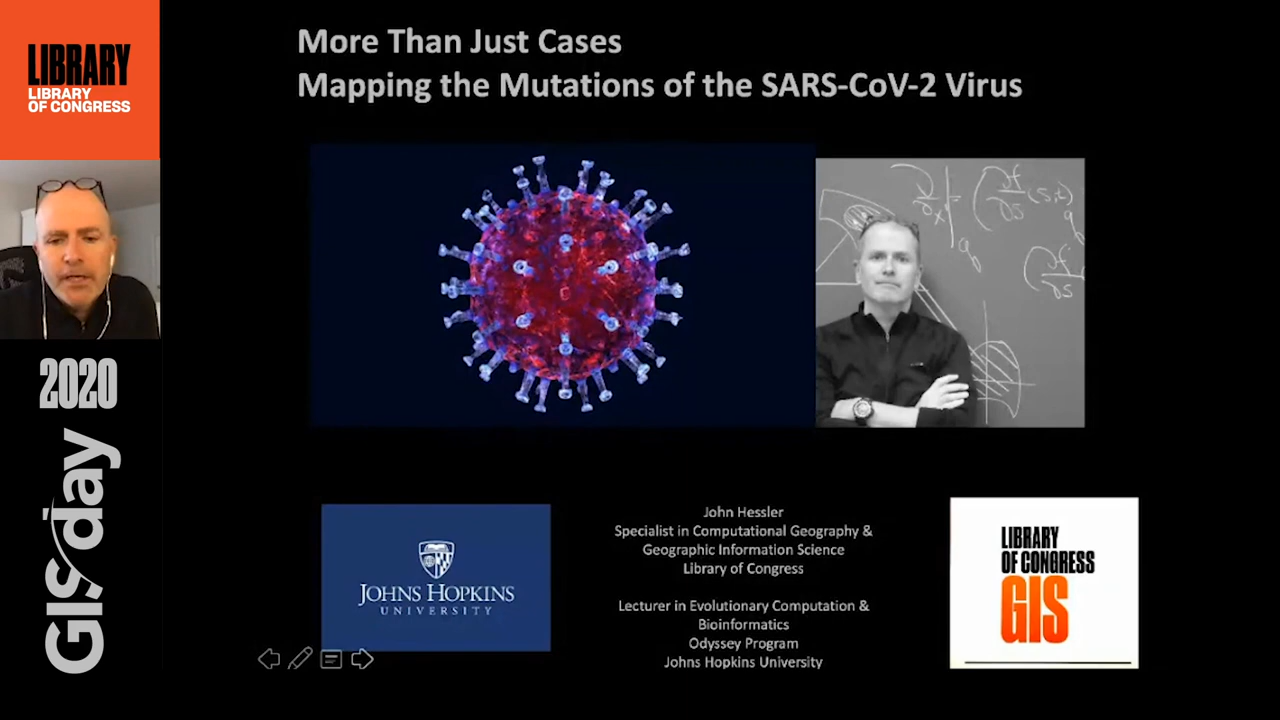 LIBRARY
LIBRARY
OF CONGRESS
2020
GISday
More Than Just Cases
Mapping the Mutations of the SARS-CoV-2 Virus
JOHNS HOPKINS
UNIVERSITY
John Hessler
Specialist in Computational Geography &
Geographic Information Science
Library of Congress
Lecturer in Evolutionary Computation &
Bioinformatics
Odyssey Program
Johns Hopkins University
LIBRARY
OF CONGRESS
GIS